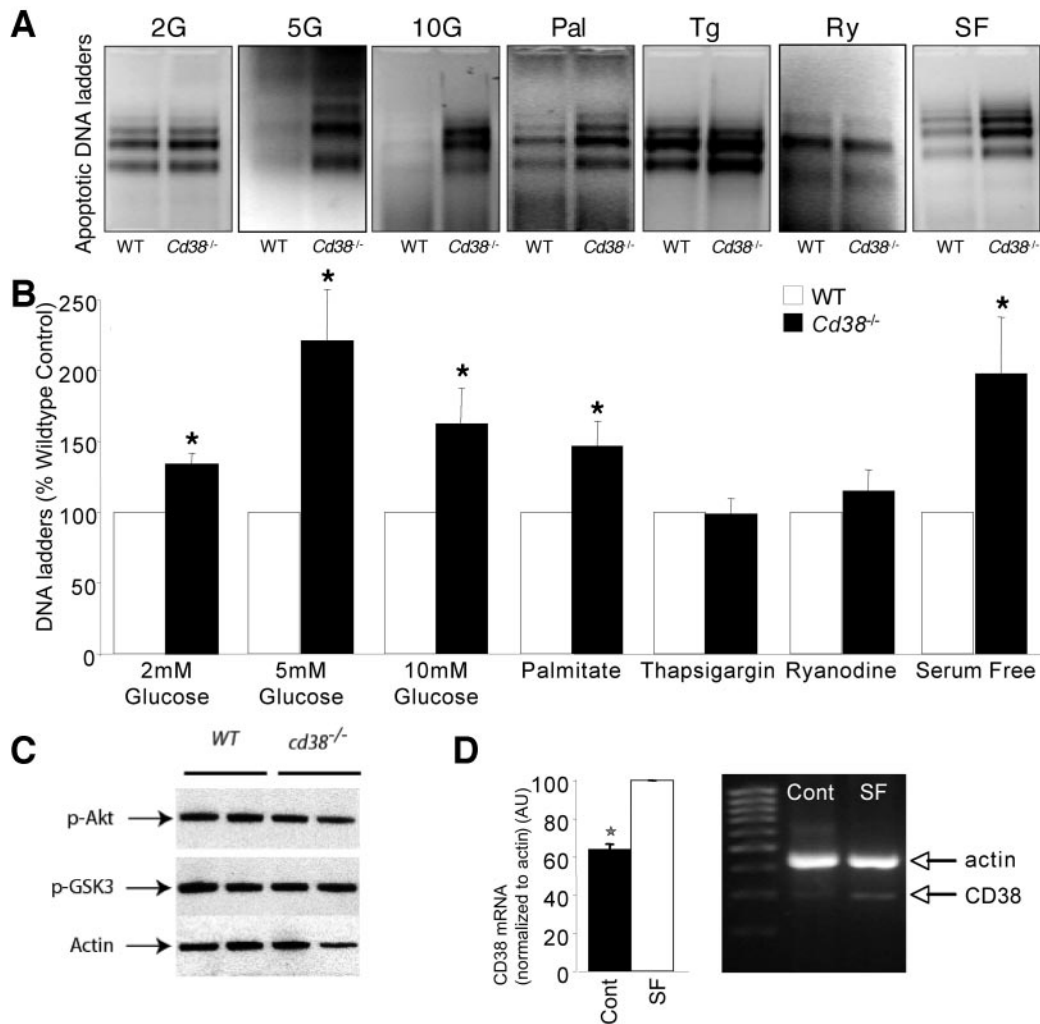 A
2G 5G 10G Pal Tg Ry SF
Apoptotic DNA ladders
WT Cd38-/- WT Cd38-/- WT Cd38-/- WT Cd38-/- WT Cd38-/- WT Cd38-/- WT Cd38-/-
B
DNA ladders (% Wildtype Control)
250
200
150
100
50
0
WT
Cd38-/-
* * * * *
2mM Glucose
5mM Glucose
10mM Glucose
Palmitate
Thapsigargin
Ryanodine
Serum Free
C
WT cd38-/-
p-Akt
p-GSK3
Actin
D
CD38 mRNA
(normalized to actin) (AU)
100
80
60
40
20
0
Cont
SF
Cont SF
actin
CD38